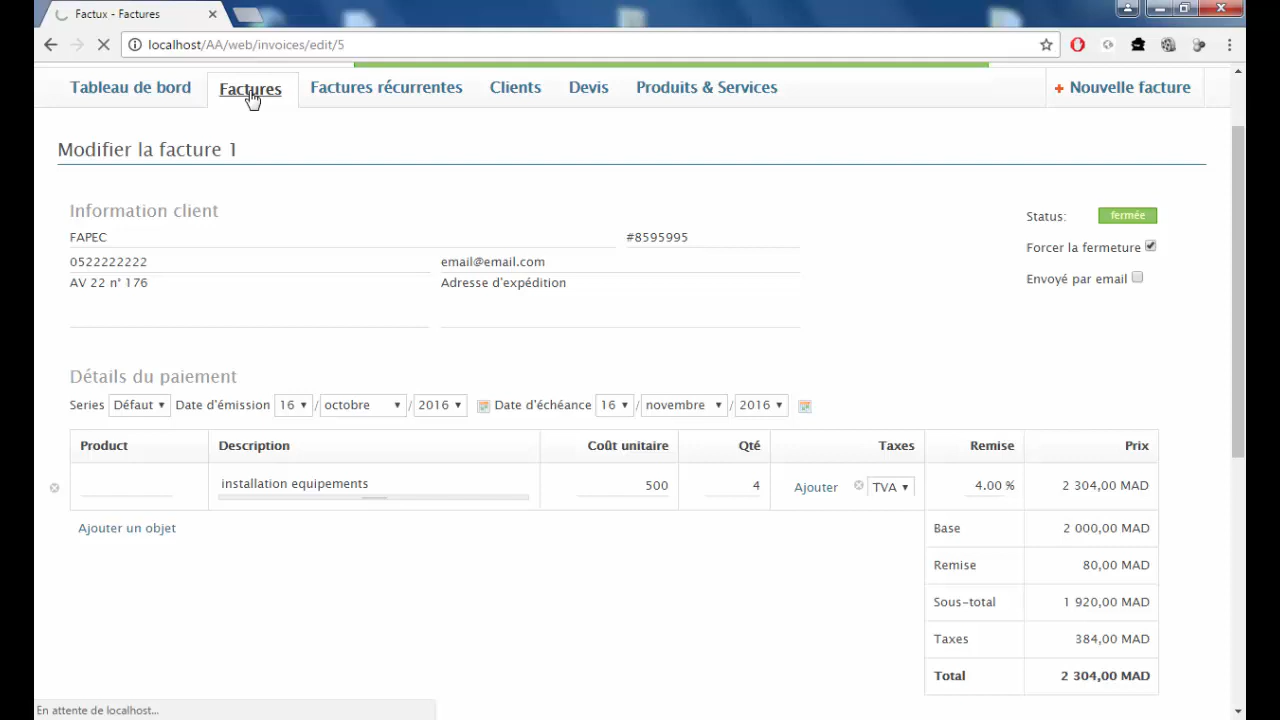 Factux - Factures
localhost/AA/web/invoices/edit/5
Tableau de bord Factures Factures récurrentes Clients Devis Produits & Services + Nouvelle facture
Modifier la facture 1
Information client
Status: fermée
FAPEC #8595995
Forcer la fermeture
0522222222 email@email.com
Envoyé par email
AV 22 n° 176 Adresse d'expédition
Détails du paiement
Series Défaut Date d'émission 16 / octobre / 2016 Date d'échéance 16 / novembre / 2016
Product Description Coût unitaire Qté Taxes Remise Prix
installation equipements 500 4 Ajouter TVA 4.00 % 2 304,00 MAD
Ajouter un objet
Base 2 000,00 MAD
Remise 80,00 MAD
Sous-total 1 920,00 MAD
Taxes 384,00 MAD
Total 2 304,00 MAD
En attente de localhost...